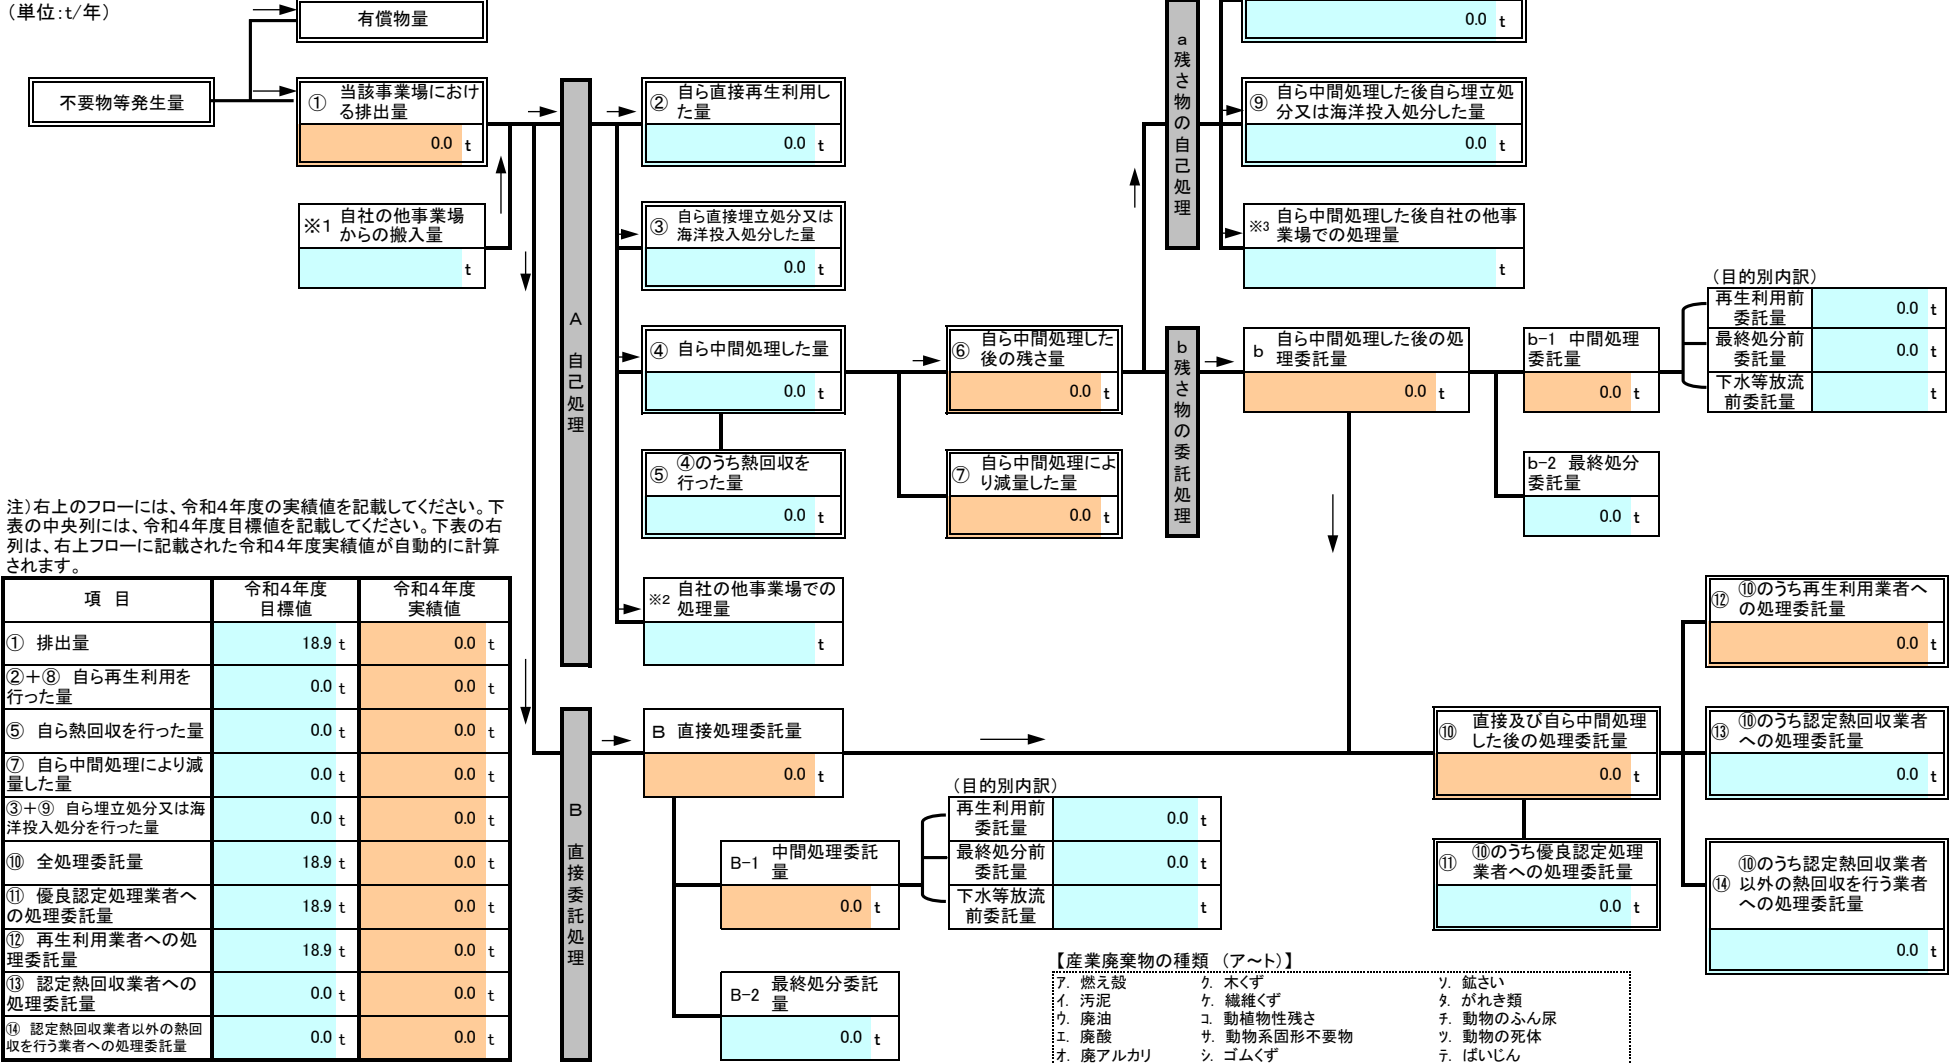 （単位：t/年）
有償物量
不要物等発生量
① 当該事業場におけ
る排出量
0.0 t
※1 自社の他事業場
からの搬入量
t
A 自己処理
② 自ら直接再生利用し
た量
0.0 t
③ 自ら直接埋立処分又は
海洋投入処分した量
0.0 t
④ 自ら中間処理した量
0.0 t
⑤ ④のうち熱回収を
行った量
0.0 t
※2 自社の他事業場での
処理量
t
⑥ 自ら中間処理した
後の残さ量
0.0 t
⑦ 自ら中間処理によ
り減量した量
0.0 t
a残さ物の自己処理
0.0 t
⑨ 自ら中間処理した後自ら埋立処
分又は海洋投入処分した量
0.0 t
※3 自ら中間処理した後自社の他事
業場での処理量
t
b残さ物の委託処理
b 自ら中間処理した後の処
理委託量
0.0 t
b-1 中間処理
委託量
0.0 t
（目的別内訳）
再生利用前
委託量
0.0 t
最終処分前
委託量
0.0 t
下水等放流
前委託量
t
b-2 最終処分
委託量
0.0 t
注）右上のフローには、令和4年度の実績値を記載してください。下
表の中央列には、令和4年度目標値を記載してください。下表の右
列は、右上フローに記載された令和4年度実績値が自動的に計算
されます。
項 目 令和4年度 目標値 令和4年度 実績値
① 排出量 18.9 t 0.0 t
②＋⑧ 自ら再生利用を
行った量 0.0 t 0.0 t
⑤ 自ら熱回収を行った量 0.0 t 0.0 t
⑦ 自ら中間処理により減
量した量 0.0 t 0.0 t
③＋⑨ 自ら埋立処分又は海
洋投入処分を行った量 0.0 t 0.0 t
⑩ 全処理委託量 18.9 t 0.0 t
⑪ 優良認定処理業者へ
の処理委託量 18.9 t 0.0 t
⑫ 再生利用業者への処
理委託量 18.9 t 0.0 t
⑬ 認定熱回収業者への
処理委託量 0.0 t 0.0 t
⑭ 認定熱回収業者以外の熱回
収を行う業者への処理委託量 0.0 t 0.0 t
B 直接委託処理
B 直接処理委託量
0.0 t
B-1 中間処理委託
量
0.0 t
（目的別内訳）
再生利用前
委託量
0.0 t
最終処分前
委託量
0.0 t
下水等放流
前委託量
t
B-2 最終処分委託
量
0.0 t
⑩ 直接及び自ら中間処理
した後の処理委託量
0.0 t
⑪ ⑩のうち優良認定処理
業者への処理委託量
0.0 t
⑫ ⑩のうち再生利用業者へ
の処理委託量
0.0 t
⑬ ⑩のうち認定熱回収業者
への処理委託量
0.0 t
⑭ ⑩のうち認定熱回収業者
以外の熱回収を行う業者
への処理委託量
0.0 t
【産業廃棄物の種類 （ア～ト）】
ア. 燃え殻 ク. 木くず ソ. 鉱さい
イ. 汚泥 ケ. 繊維くず タ. がれき類
ウ. 廃油 コ. 動植物性残さ チ. 動物のふん尿
エ. 廃酸 サ. 動物系固形不要物 ツ. 動物の死体
オ. 廃アルカリ シ. ゴムくず テ. ばいじん